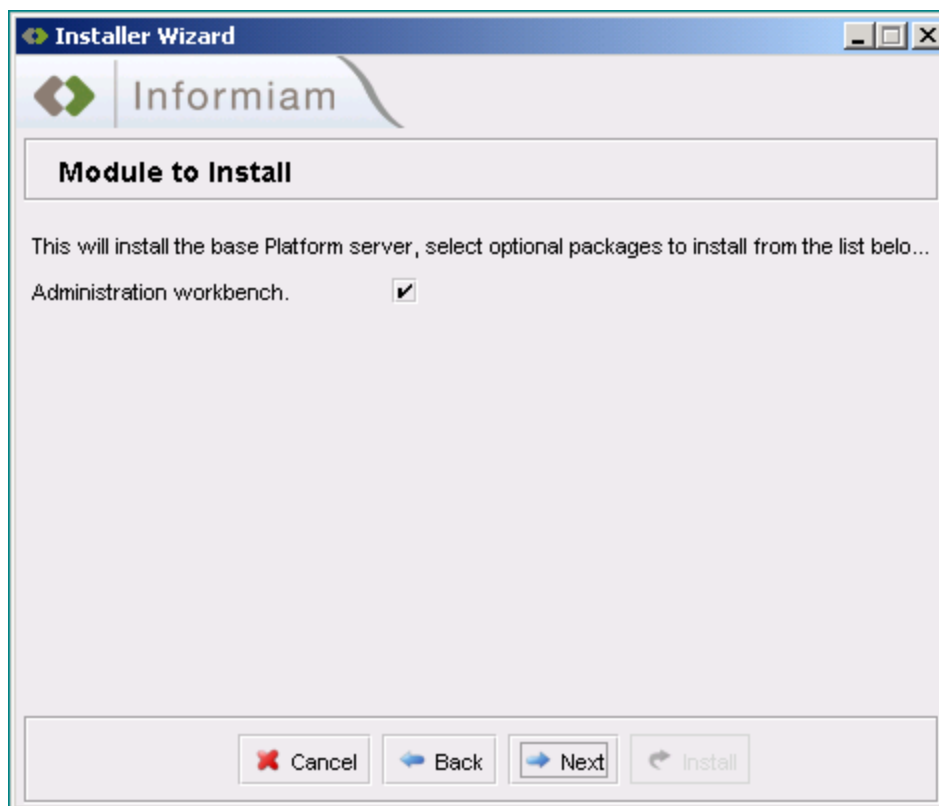 Installer Wizard
Informiam
Module to Install
This will install the base Platform server, select optional packages to install from the list belo...
Administration workbench.
Cancel Back Next Install